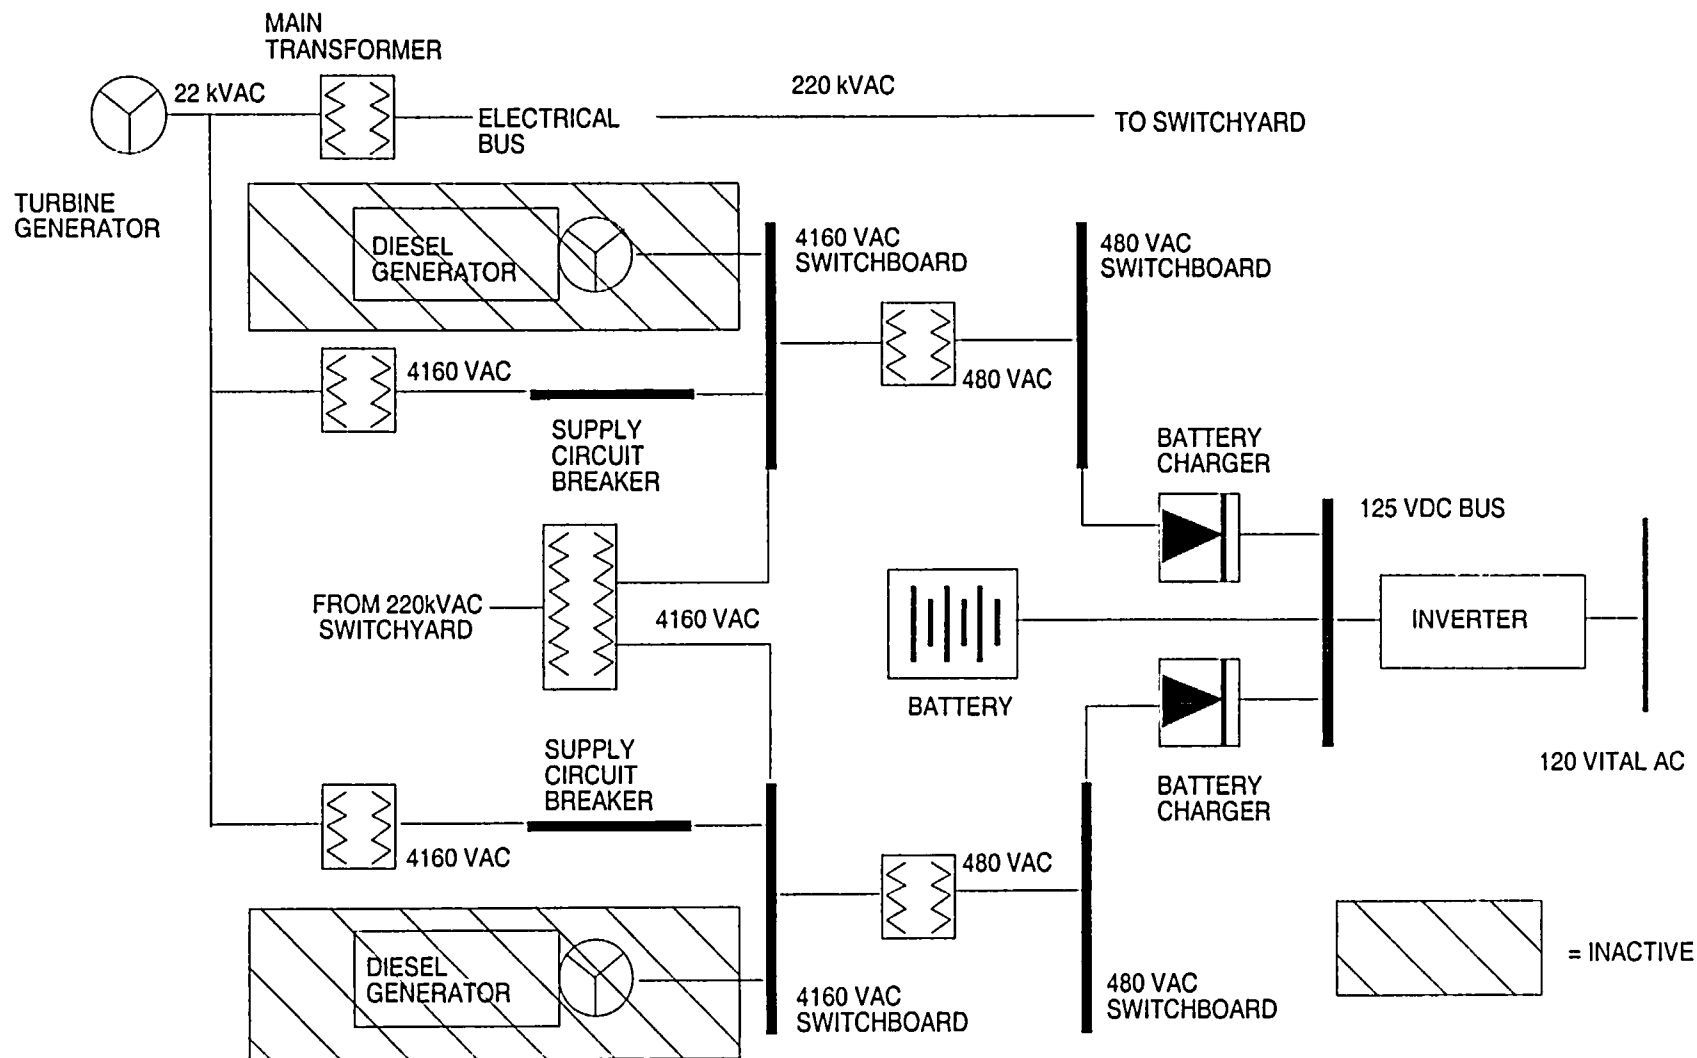 MAIN
TRANSFORMER
22 kVAC
220 kVAC
ELECTRICAL
BUS
TO SWITCHYARD
TURBINE
GENERATOR
DIESEL
GENERATOR
4160 VAC
SWITCHBOARD
480 VAC
SWITCHBOARD
4160 VAC
480 VAC
SUPPLY
CIRCUIT
BREAKER
BATTERY
CHARGER
125 VDC BUS
FROM 220kVAC
SWITCHYARD
4160 VAC
INVERTER
BATTERY
SUPPLY
CIRCUIT
BREAKER
120 VITAL AC
BATTERY
CHARGER
4160 VAC
480 VAC
DIESEL
GENERATOR
4160 VAC
SWITCHBOARD
480 VAC
SWITCHBOARD
= INACTIVE